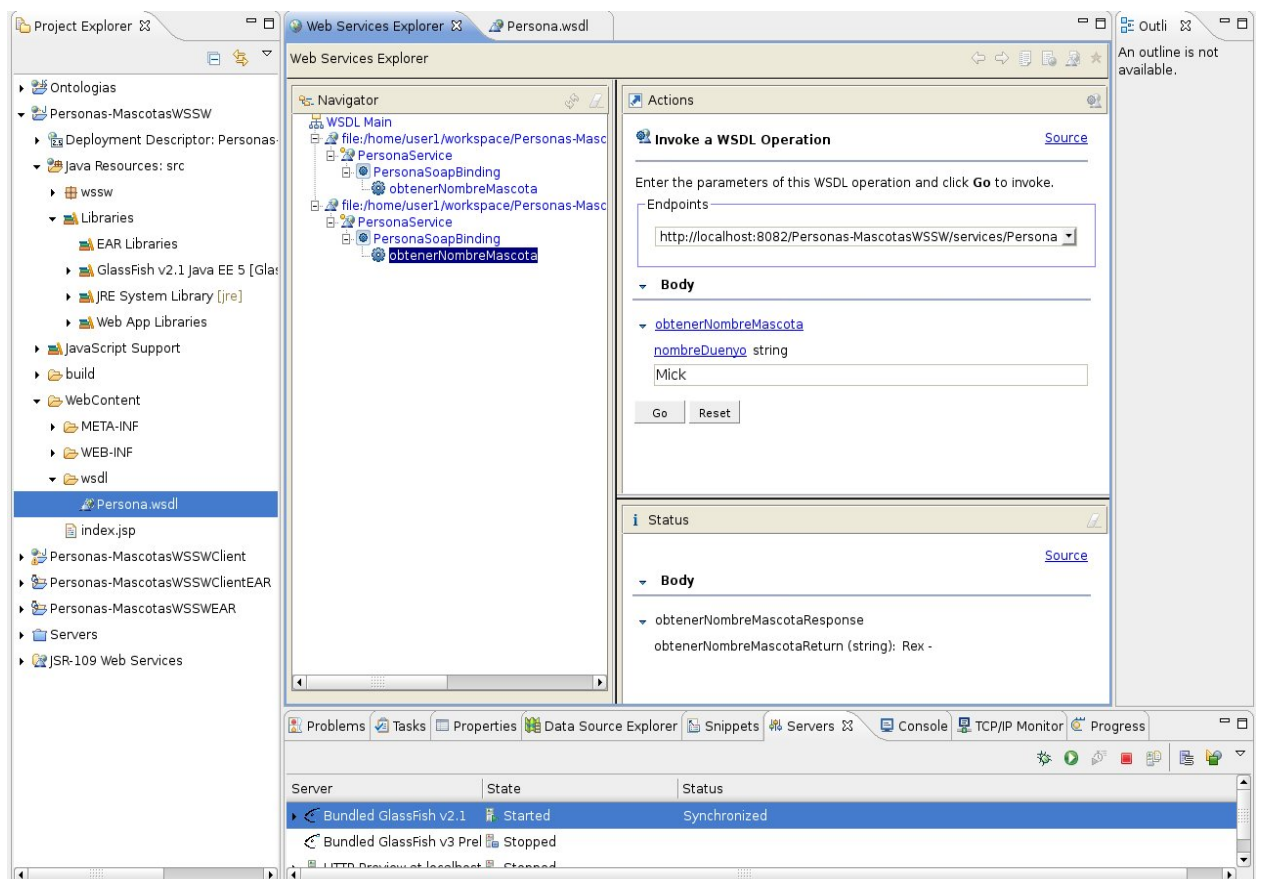 Project Explorer
Ontologias
Personas-MascotasWSSW
Deployment Descriptor: Personas-
Java Resources: src
wssw
Libraries
EAR Libraries
GlassFish v2.1 Java EE 5 [Glas
JRE System Library [jre]
Web App Libraries
JavaScript Support
build
WebContent
META-INF
WEB-INF
wsdl
Persona.wsdl
index.jsp
Personas-MascotasWSSWClient
Personas-MascotasWSSWClientEAR
Personas-MascotasWSSWEAR
Servers
JSR-109 Web Services
Web Services Explorer
Persona.wsdl
Web Services Explorer
Navigator
WSDL Main
file:/home/user1/workspace/Personas-Masc
PersonaService
PersonaSoapBinding
obtenerNombreMascota
file:/home/user1/workspace/Personas-Masc
PersonaService
PersonaSoapBinding
obtenerNombreMascota
Actions
Invoke a WSDL Operation
Source
Enter the parameters of this WSDL operation and click Go to invoke.
Endpoints
http://localhost:8082/Personas-MascotasWSSW/services/Persona
Body
obtenerNombreMascota
nombreDuenyo string
Mick
Go Reset
i Status
Source
Body
obtenerNombreMascotaResponse
obtenerNombreMascotaReturn (string): Rex -
Outli
An outline is not
available.
Problems Tasks Properties Data Source Explorer Snippets Servers Console TCP/IP Monitor Progress
Server State Status
Bundled GlassFish v2.1 Started Synchronized
Bundled GlassFish v3 Prel Stopped
HTTP Preview at localhost Stopped